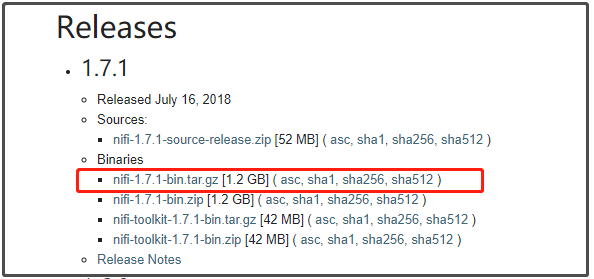 Releases
1.7.1
Released July 16, 2018
Sources:
nifi-1.7.1-source-release.zip [52 MB] ( asc, sha1, sha256, sha512 )
Binaries
nifi-1.7.1-bin.tar.gz [1.2 GB] ( asc, sha1, sha256, sha512 )
nifi-1.7.1-bin.zip [1.2 GB] ( asc, sha1, sha256, sha512 )
nifi-toolkit-1.7.1-bin.tar.gz [42 MB] ( asc, sha1, sha256, sha512 )
nifi-toolkit-1.7.1-bin.zip [42 MB] ( asc, sha1, sha256, sha512 )
Release Notes